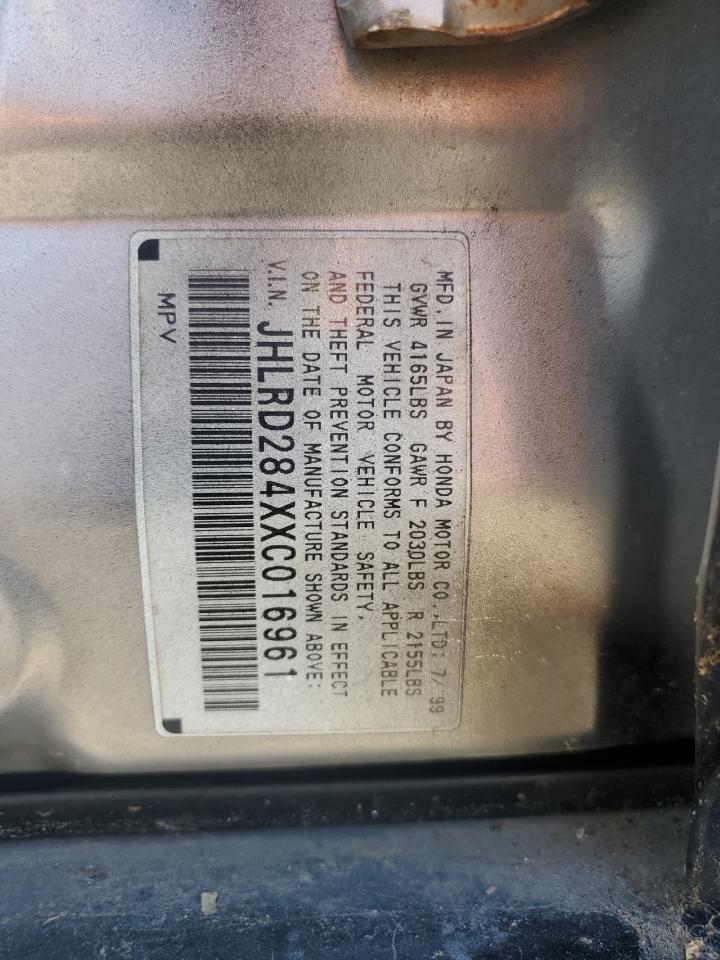 MFD. IN JAPAN BY HONDA MOTOR CO.,LTD: 7/'99
GVWR 4165LBS GAWR F 2030LBS R 2155LBS
THIS VEHICLE CONFORMS TO ALL APPLICABLE
FEDERAL MOTOR VEHICLE SAFETY,
AND THEFT PREVENTION STANDARDS IN EFFECT
ON THE DATE OF MANUFACTURE SHOWN ABOVE:
V.I.N. JHLRD284XXC016961
MPV